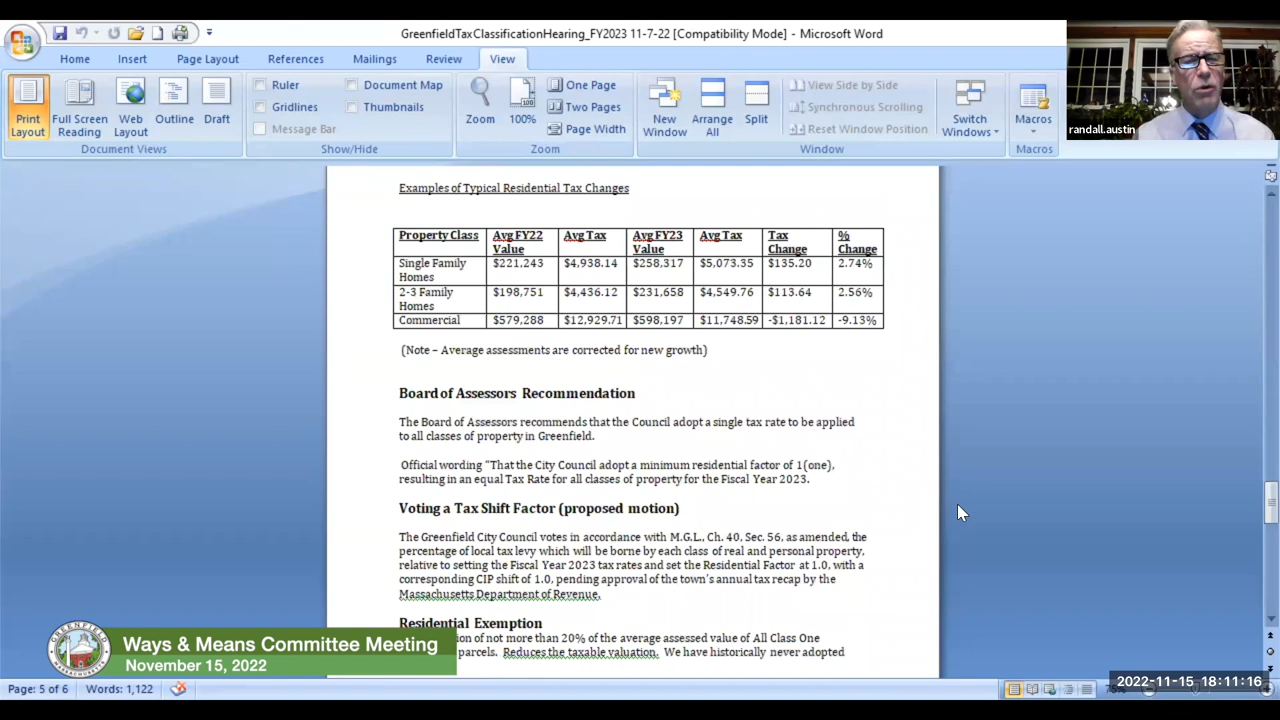 GreenfieldTaxClassificationHearing_FY2023 11-7-22 [Compatibility Mode] - Microsoft Word
Home Insert Page Layout References Mailings Review View
Print Layout
Full Screen Reading
Web Layout
Outline
Draft
Document Views
Ruler
Gridlines
Message Bar
Document Map
Thumbnails
Show/Hide
Zoom
100%
One Page
Two Pages
Page Width
Zoom
New Window
Arrange All
Split
View Side by Side
Synchronous Scrolling
Reset Window Position
Window
Switch Windows
Macros
Macros
randall.austin
Examples of Typical Residential Tax Changes
Property Class Avg FY22 Value Avg Tax Avg FY23 Value Avg Tax Tax Change % Change
Single Family Homes $221,243 $4,938.14 $258,317 $5,073.35 $135.20 2.74%
2-3 Family Homes $198,751 $4,436.12 $231,658 $4,549.76 $113.64 2.56%
Commercial $579,288 $12,929.71 $598,197 $11,748.59 -$1,181.12 -9.13%
(Note – Average assessments are corrected for new growth)
Board of Assessors Recommendation
The Board of Assessors recommends that the Council adopt a single tax rate to be applied
to all classes of property in Greenfield.
Official wording "That the City Council adopt a minimum residential factor of 1(one),
resulting in an equal Tax Rate for all classes of property for the Fiscal Year 2023.
Voting a Tax Shift Factor (proposed motion)
The Greenfield City Council votes in accordance with M.G.L., Ch. 40, Sec. 56, as amended, the
percentage of local tax levy which will be borne by each class of real and personal property,
relative to setting the Fiscal Year 2023 tax rates and set the Residential Factor at 1.0, with a
corresponding CIP shift of 1.0, pending approval of the town's annual tax recap by the
Massachusetts Department of Revenue.
Residential Exemption
ion of not more than 20% of the average assessed value of All Class One
parcels. Reduces the taxable valuation. We have historically never adopted
GREENFIELD
MASSACHUSETTS
Ways & Means Committee Meeting
November 15, 2022
Page: 5 of 6 Words: 1,122
2022-11-15 18:11:16